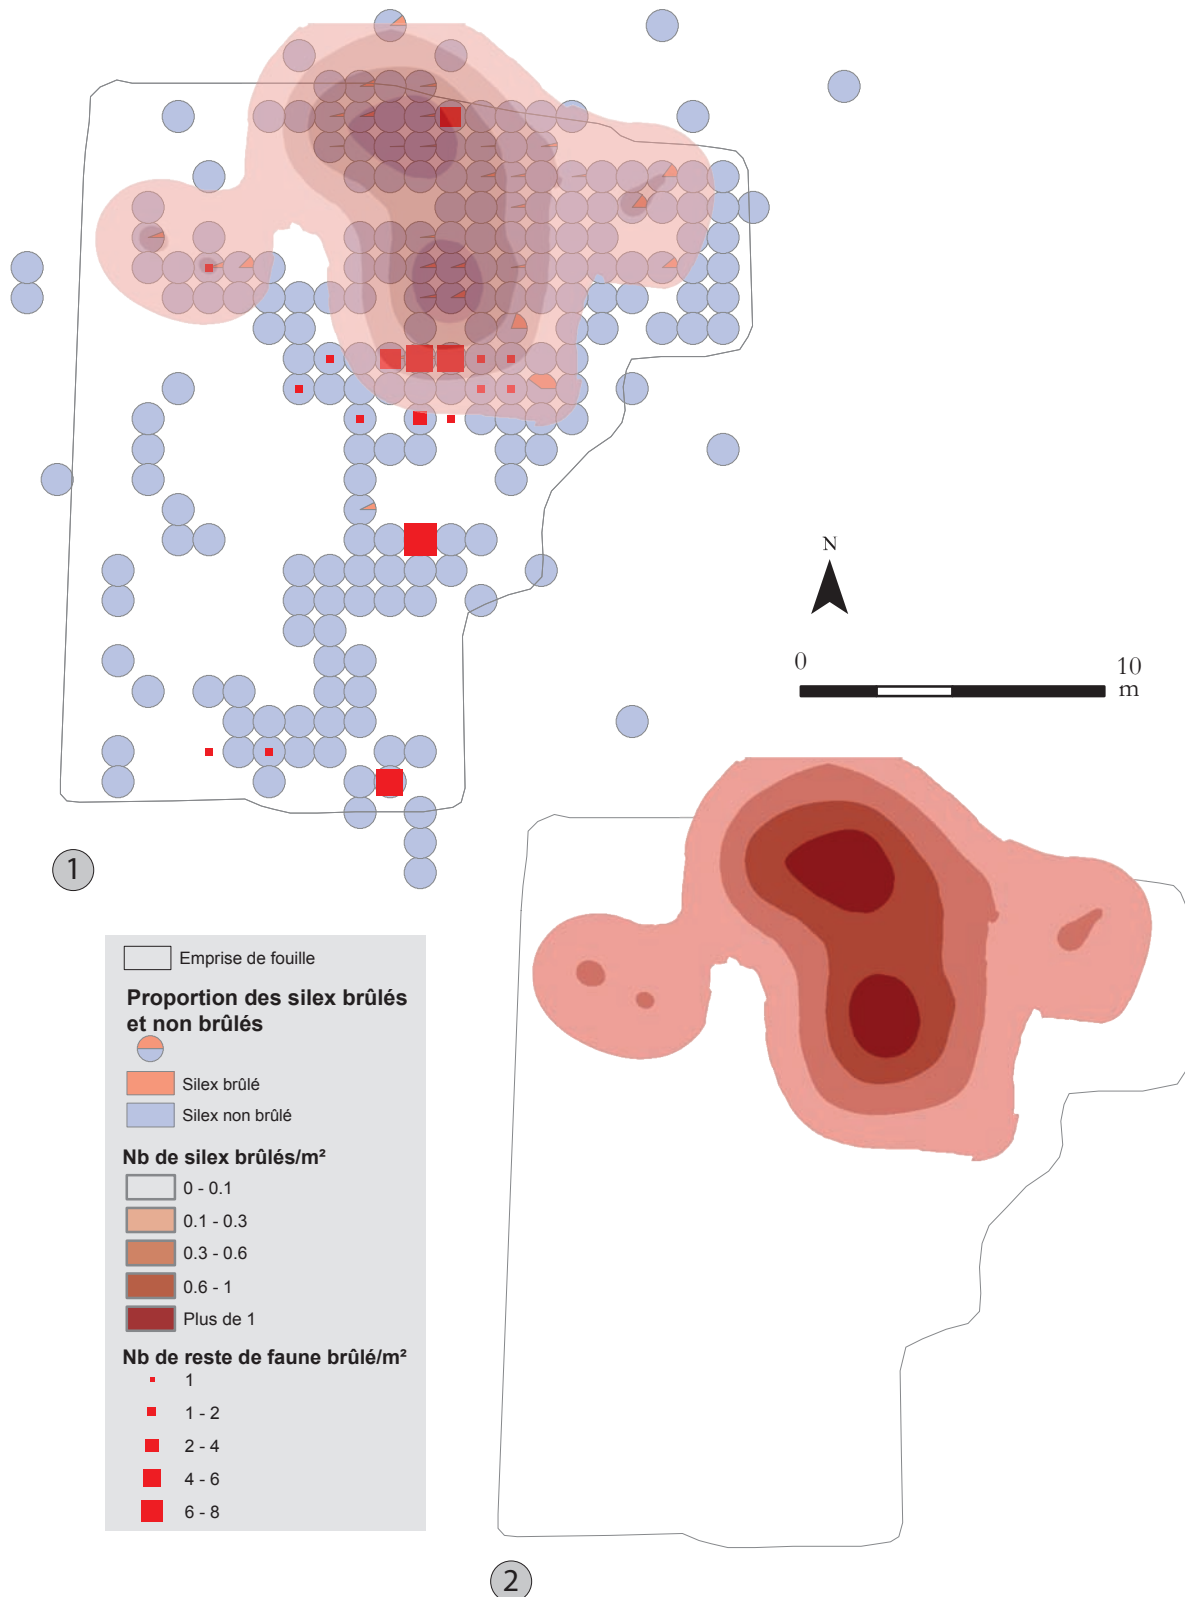 N
0
10
m
1
Emprise de fouille
Proportion des silex brûlés
et non brûlés
Silex brûlé
Silex non brûlé
Nb de silex brûlés/m²
0 - 0.1
0.1 - 0.3
0.3 - 0.6
0.6 - 1
Plus de 1
Nb de reste de faune brûlé/m²
1
1 - 2
2 - 4
4 - 6
6 - 8
2